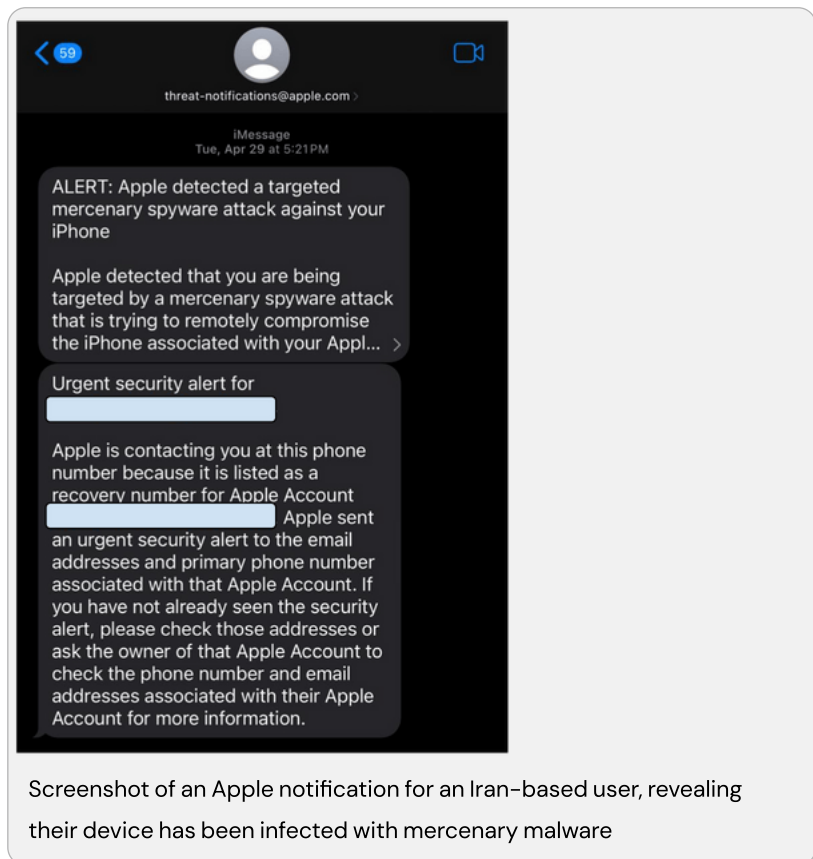 59
threat-notifications@apple.com
iMessage
Tue, Apr 29 at 5:21 PM
ALERT: Apple detected a targeted
mercenary spyware attack against your
iPhone
Apple detected that you are being
targeted by a mercenary spyware attack
that is trying to remotely compromise
the iPhone associated with your Appl...
Urgent security alert for
Apple is contacting you at this phone
number because it is listed as a
recovery number for Apple Account
Apple sent
an urgent security alert to the email
addresses and primary phone number
associated with that Apple Account. If
you have not already seen the security
alert, please check those addresses or
ask the owner of that Apple Account to
check the phone number and email
addresses associated with their Apple
Account for more information.
Screenshot of an Apple notification for an Iran-based user, revealing
their device has been infected with mercenary malware